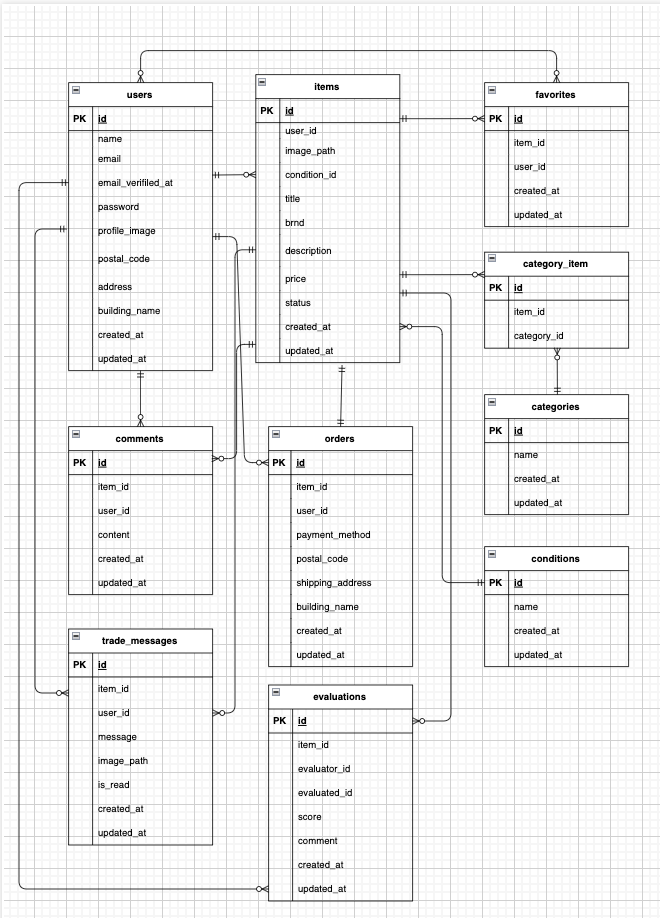 users
PK id
name
email
email_verifiled_at
password
profile_image
postal_code
address
building_name
created_at
updated_at
items
PK id
user_id
image_path
condition_id
title
brnd
description
price
status
created_at
updated_at
favorites
PK id
item_id
user_id
created_at
updated_at
category_item
PK id
item_id
category_id
categories
PK id
name
created_at
updated_at
comments
PK id
item_id
user_id
content
created_at
updated_at
orders
PK id
item_id
user_id
payment_method
postal_code
shipping_address
building_name
created_at
updated_at
conditions
PK id
name
created_at
updated_at
trade_messages
PK id
item_id
user_id
message
image_path
is_read
created_at
updated_at
evaluations
PK id
item_id
evaluator_id
evaluated_id
score
comment
created_at
updated_at